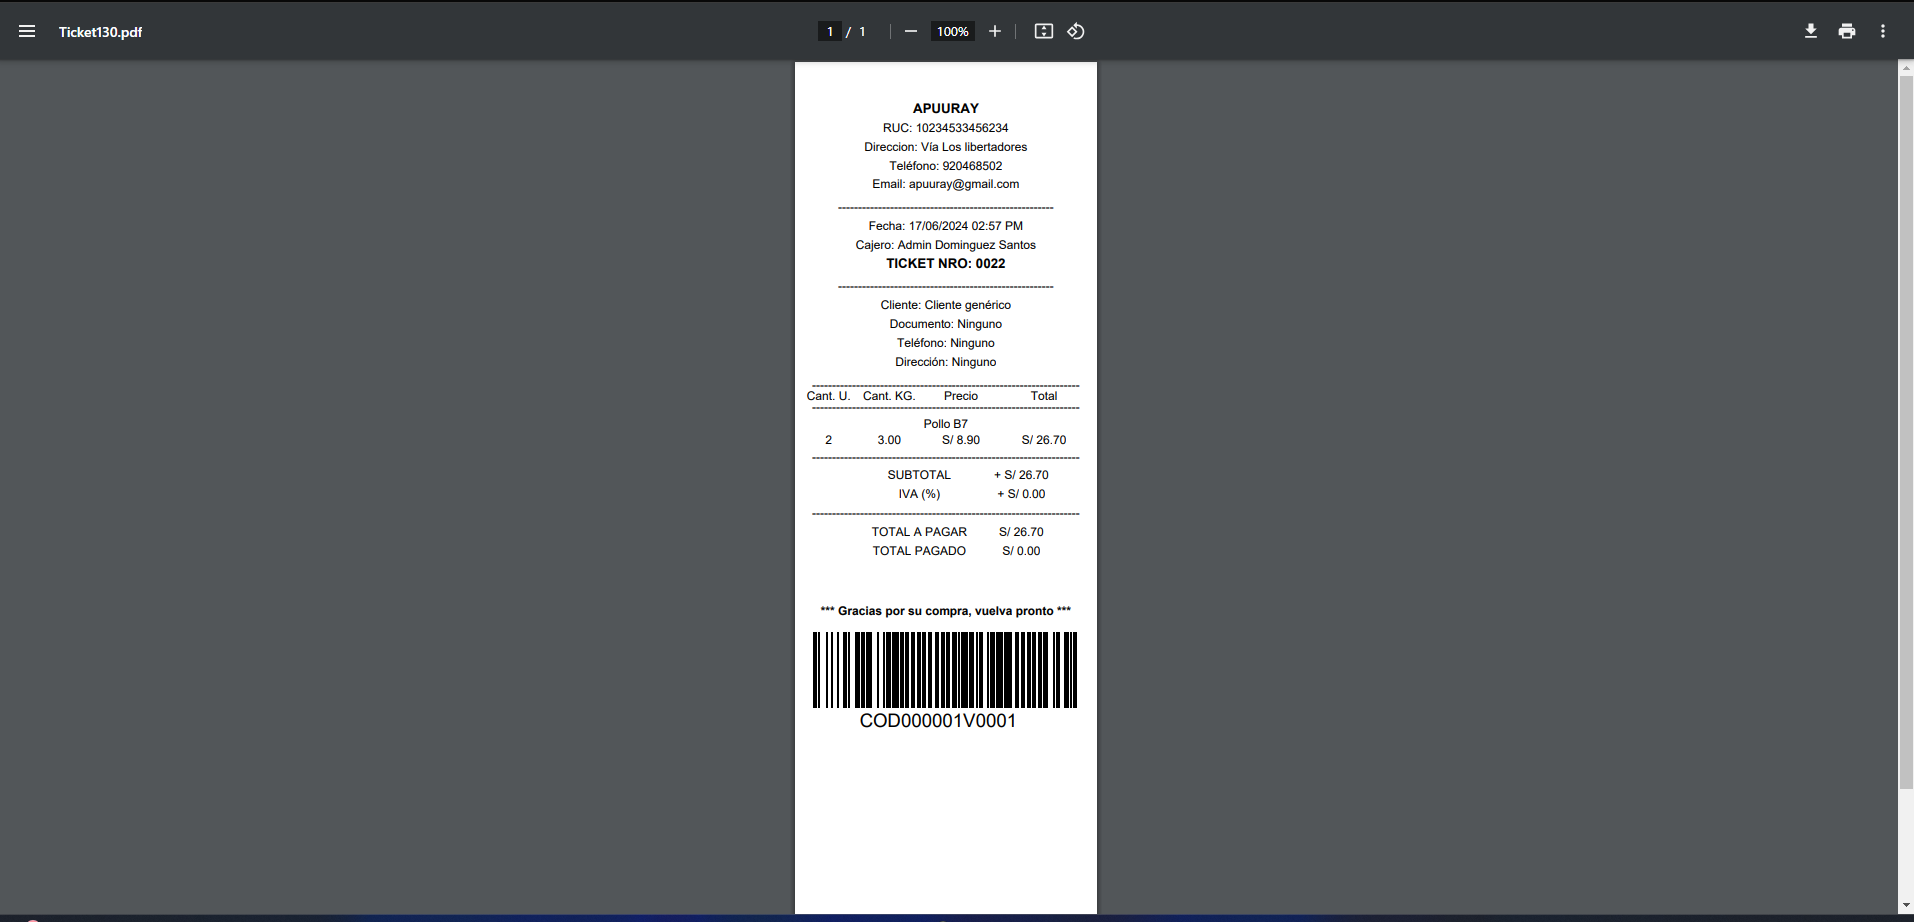 Ticket130.pdf
1 / 1
100%
APUURAY
RUC: 10234533456234
Direccion: Vía Los libertadores
Teléfono: 920468502
Email: apuuray@gmail.com
Fecha: 17/06/2024 02:57 PM
Cajero: Admin Dominguez Santos
TICKET NRO: 0022
Cliente: Cliente genérico
Documento: Ninguno
Teléfono: Ninguno
Dirección: Ninguno
Cant. U. Cant. KG. Precio Total
Pollo B7
2 3.00 S/ 8.90 S/ 26.70
SUBTOTAL + S/ 26.70
IVA (%) + S/ 0.00
TOTAL A PAGAR S/ 26.70
TOTAL PAGADO S/ 0.00
*** Gracias por su compra, vuelva pronto ***
COD000001V0001